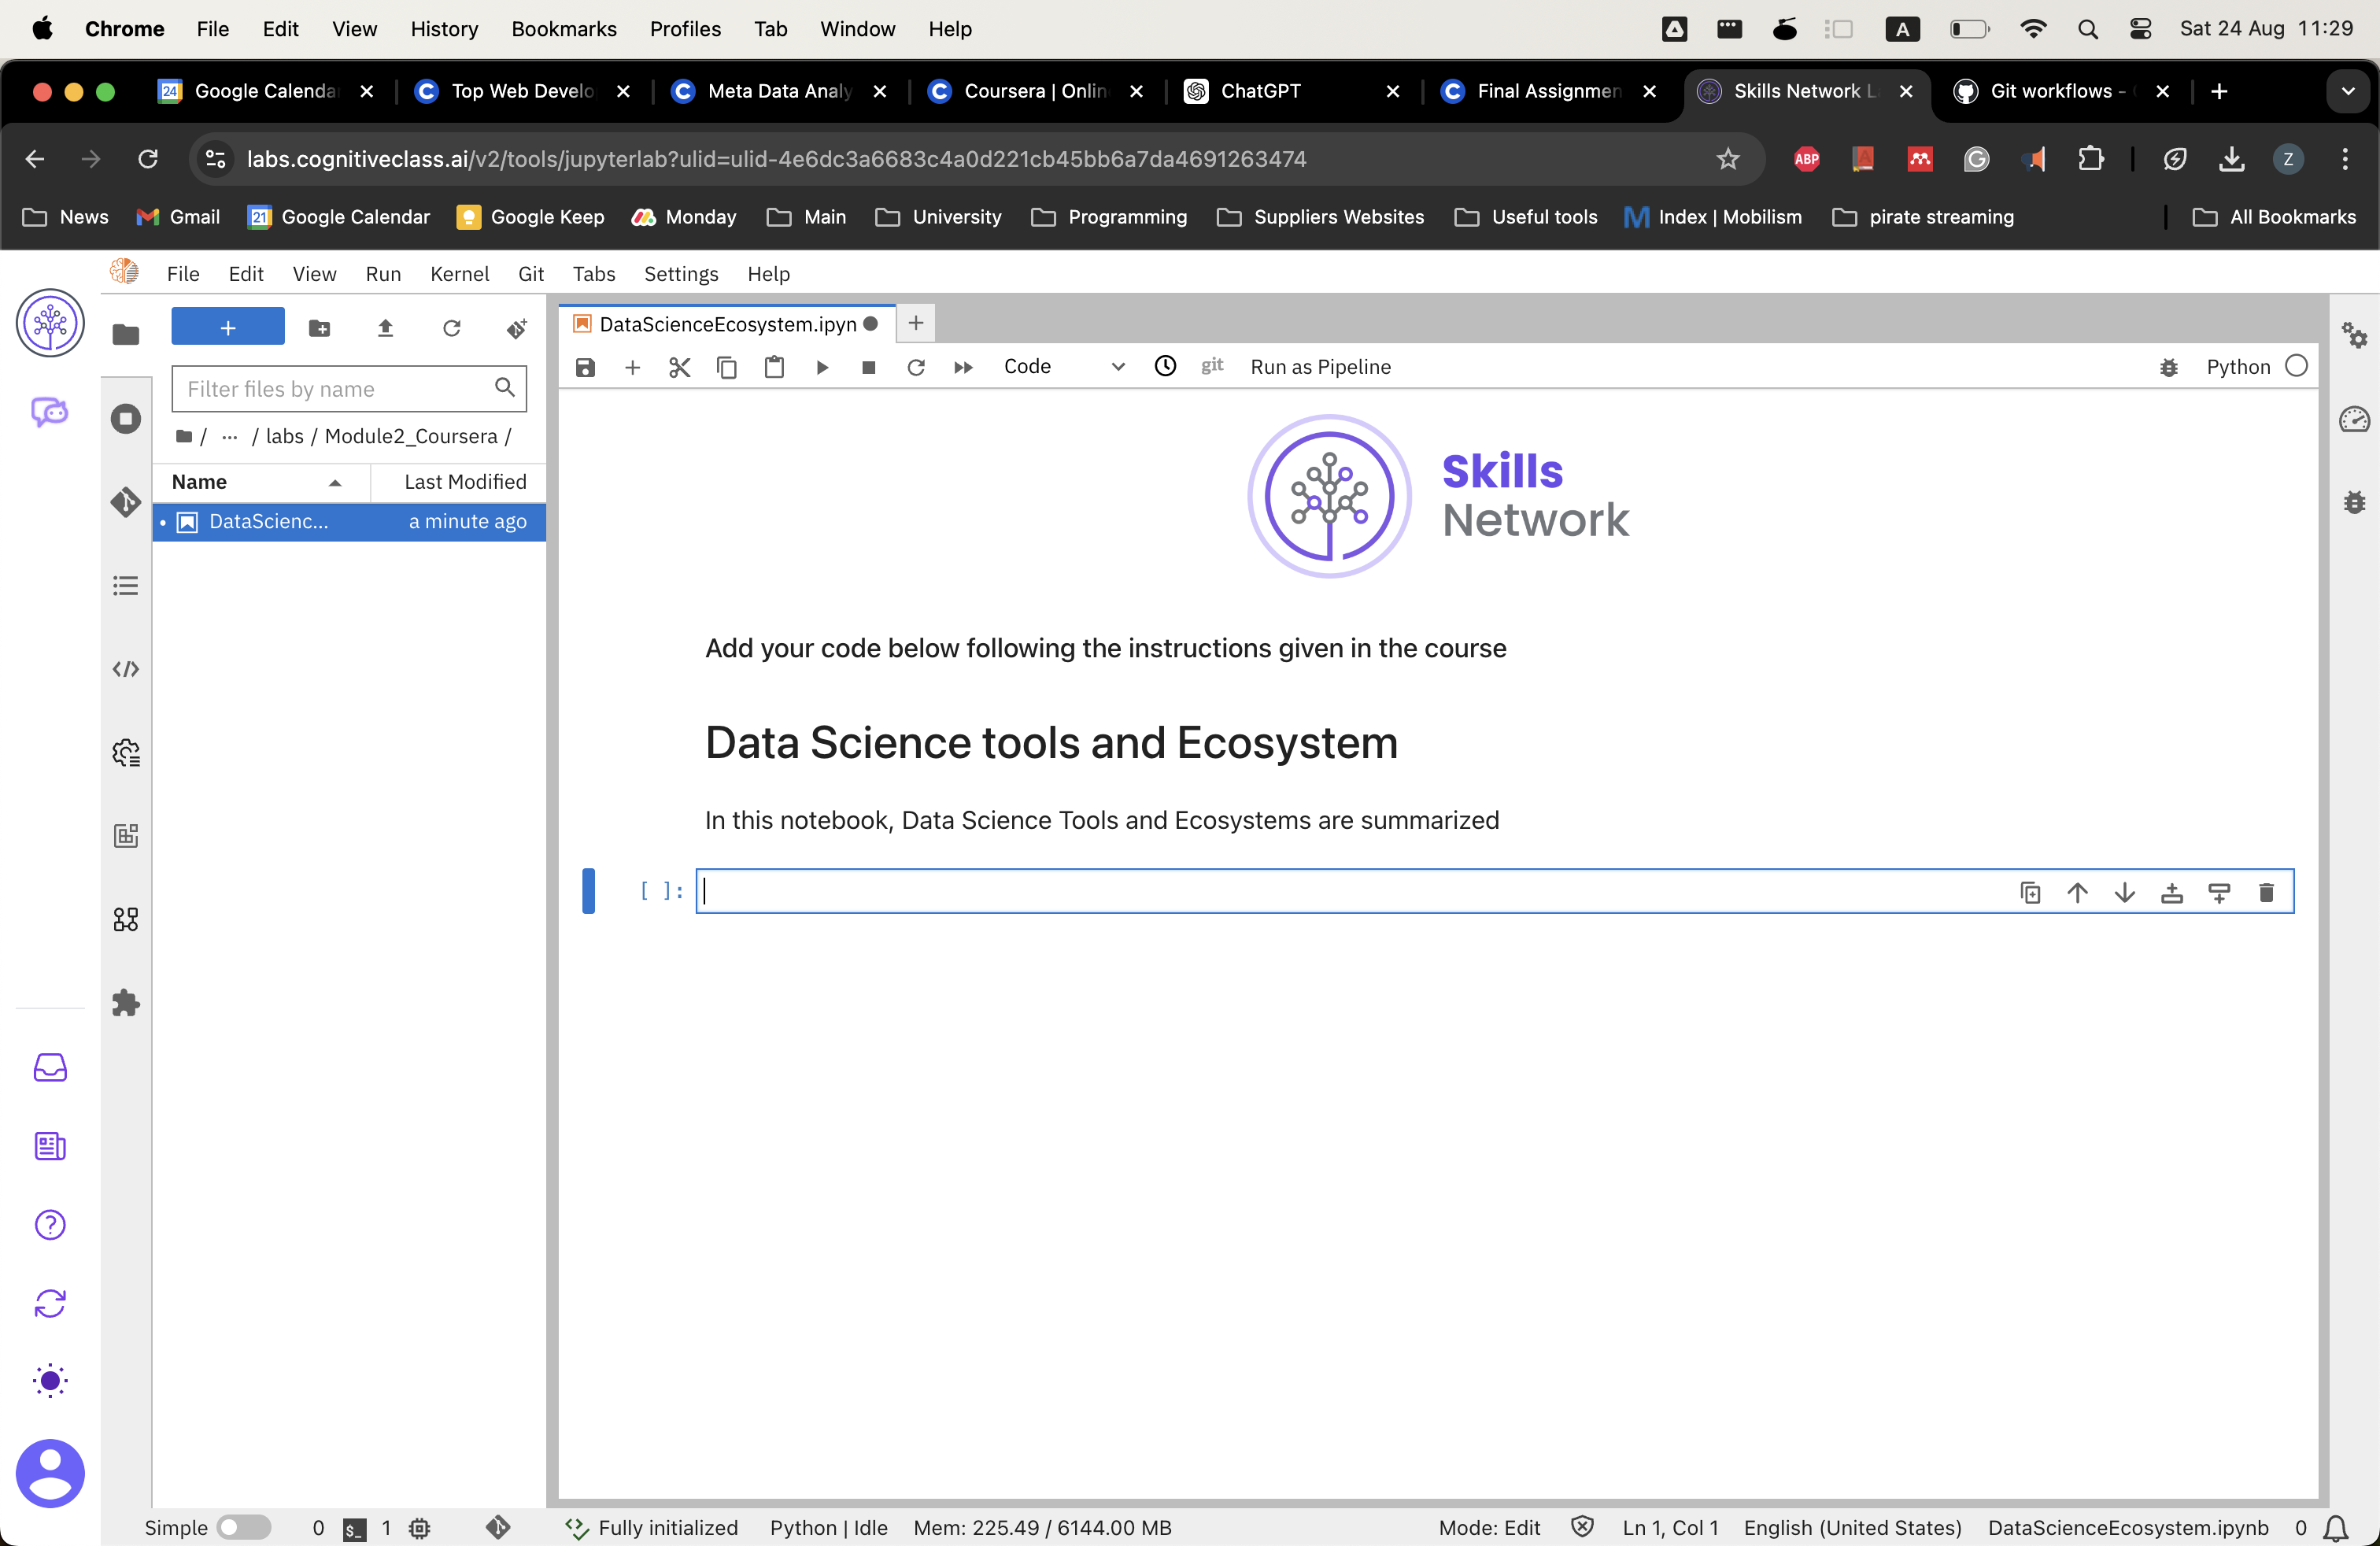 Chrome File Edit View History Bookmarks Profiles Tab Window Help A Sat 24 Aug 11:29
24 Google Calenda Top Web Develo Meta Data Analy Coursera | Onlin ChatGPT Final Assignmen Skills Network L Git workflows -
labs.cognitiveclass.ai/v2/tools/jupyterlab?ulid=ulid-4e6dc3a6683c4a0d221cb45bb6a7da4691263474 ABP Z
News Gmail 21 Google Calendar Google Keep Monday Main University Programming Suppliers Websites Useful tools Index | Mobilism pirate streaming All Bookmarks
File Edit View Run Kernel Git Tabs Settings Help
DataScienceEcosystem.ipyn
Code git Run as Pipeline Python
Filter files by name
/ ... / labs / Module2_Coursera /
Name Last Modified
DataScienc... a minute ago
Skills
Network
Add your code below following the instructions given in the course
Data Science tools and Ecosystem
In this notebook, Data Science Tools and Ecosystems are summarized
[ ]:
Simple 0 $_ 1 Fully initialized Python | Idle Mem: 225.49 / 6144.00 MB Mode: Edit Ln 1, Col 1 English (United States) DataScienceEcosystem.ipynb 0